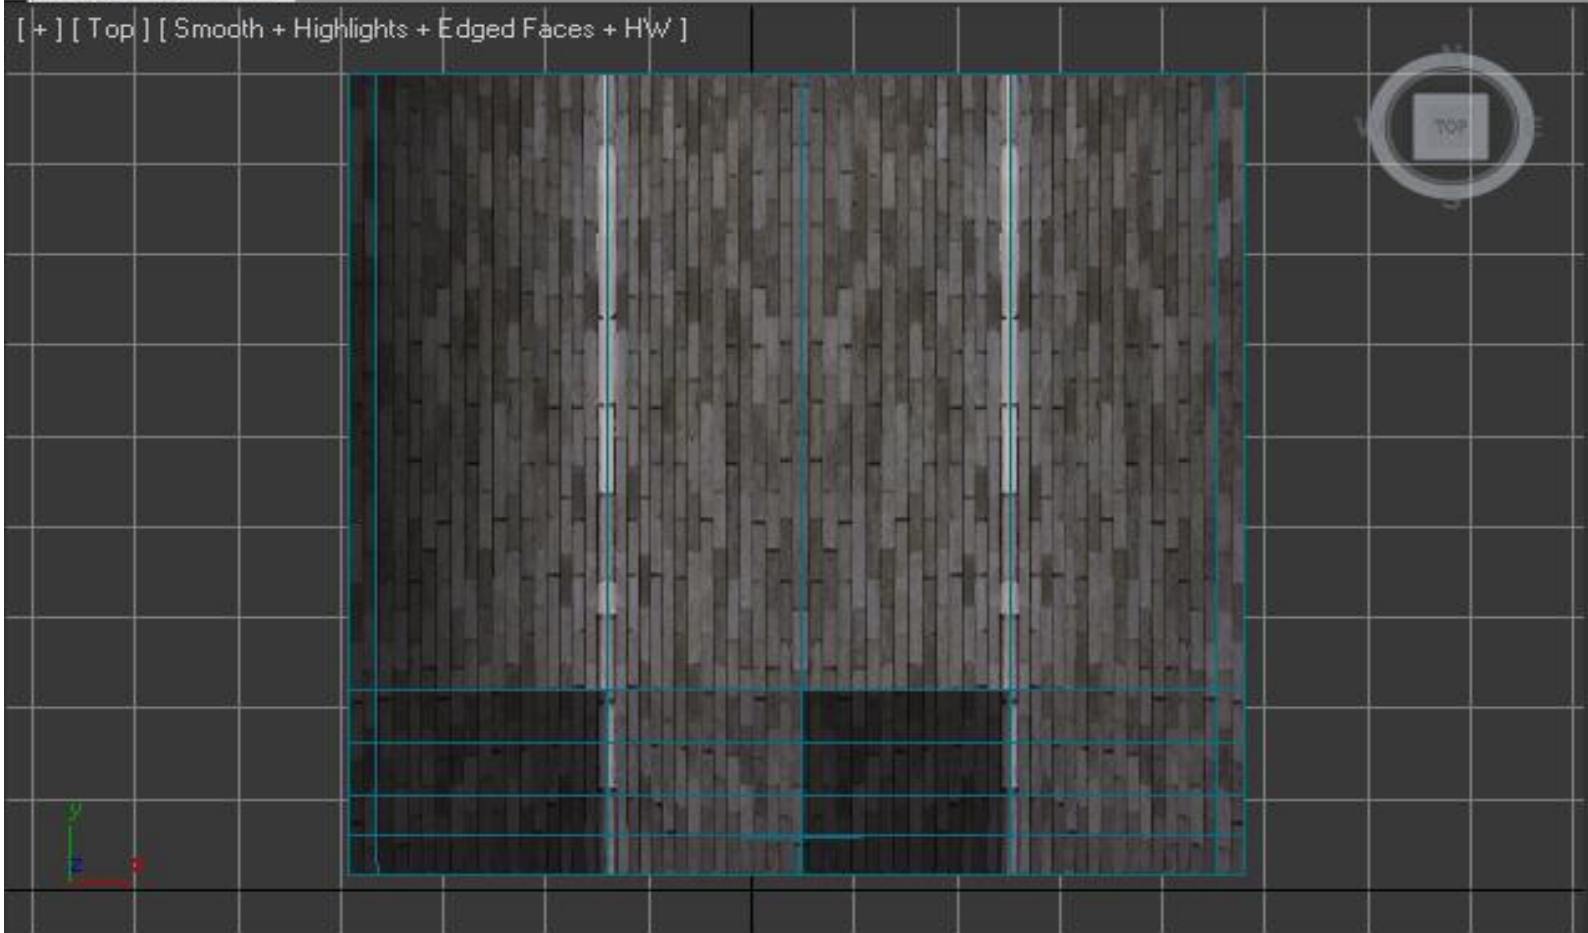 [ + ] [ Top ] [ Smooth + Highlights + Edged Faces + HW ]
N
W
TOP
E
S
y
z
x